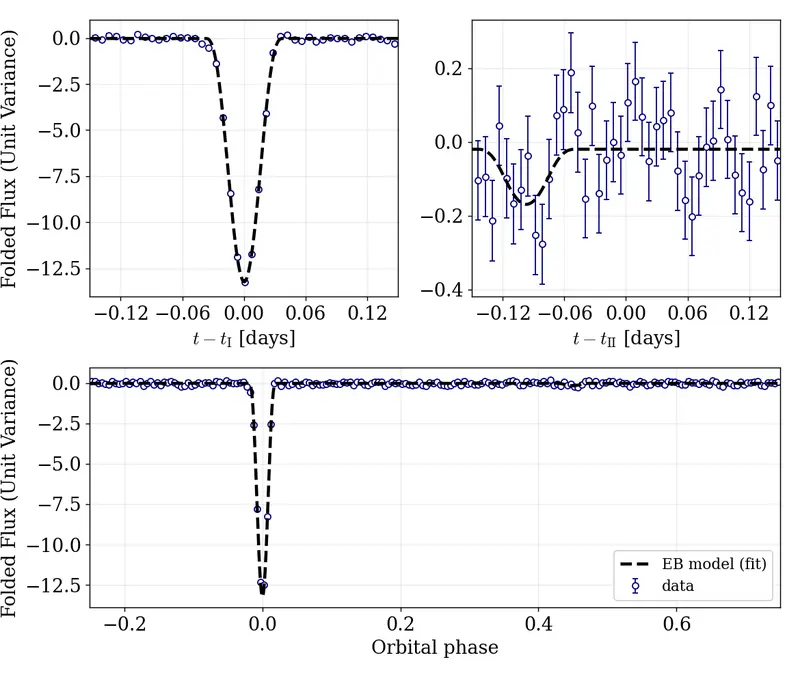 Folded Flux (Unit Variance)
0.0
−2.5
−5.0
−7.5
−10.0
−12.5
−0.12 −0.06 0.00 0.06 0.12
t − t_I [days]
0.2
0.0
−0.2
−0.4
−0.12 −0.06 0.00 0.06 0.12
t − t_II [days]
Folded Flux (Unit Variance)
0.0
−2.5
−5.0
−7.5
−10.0
−12.5
−0.2 0.0 0.2 0.4 0.6
Orbital phase
EB model (fit)
data